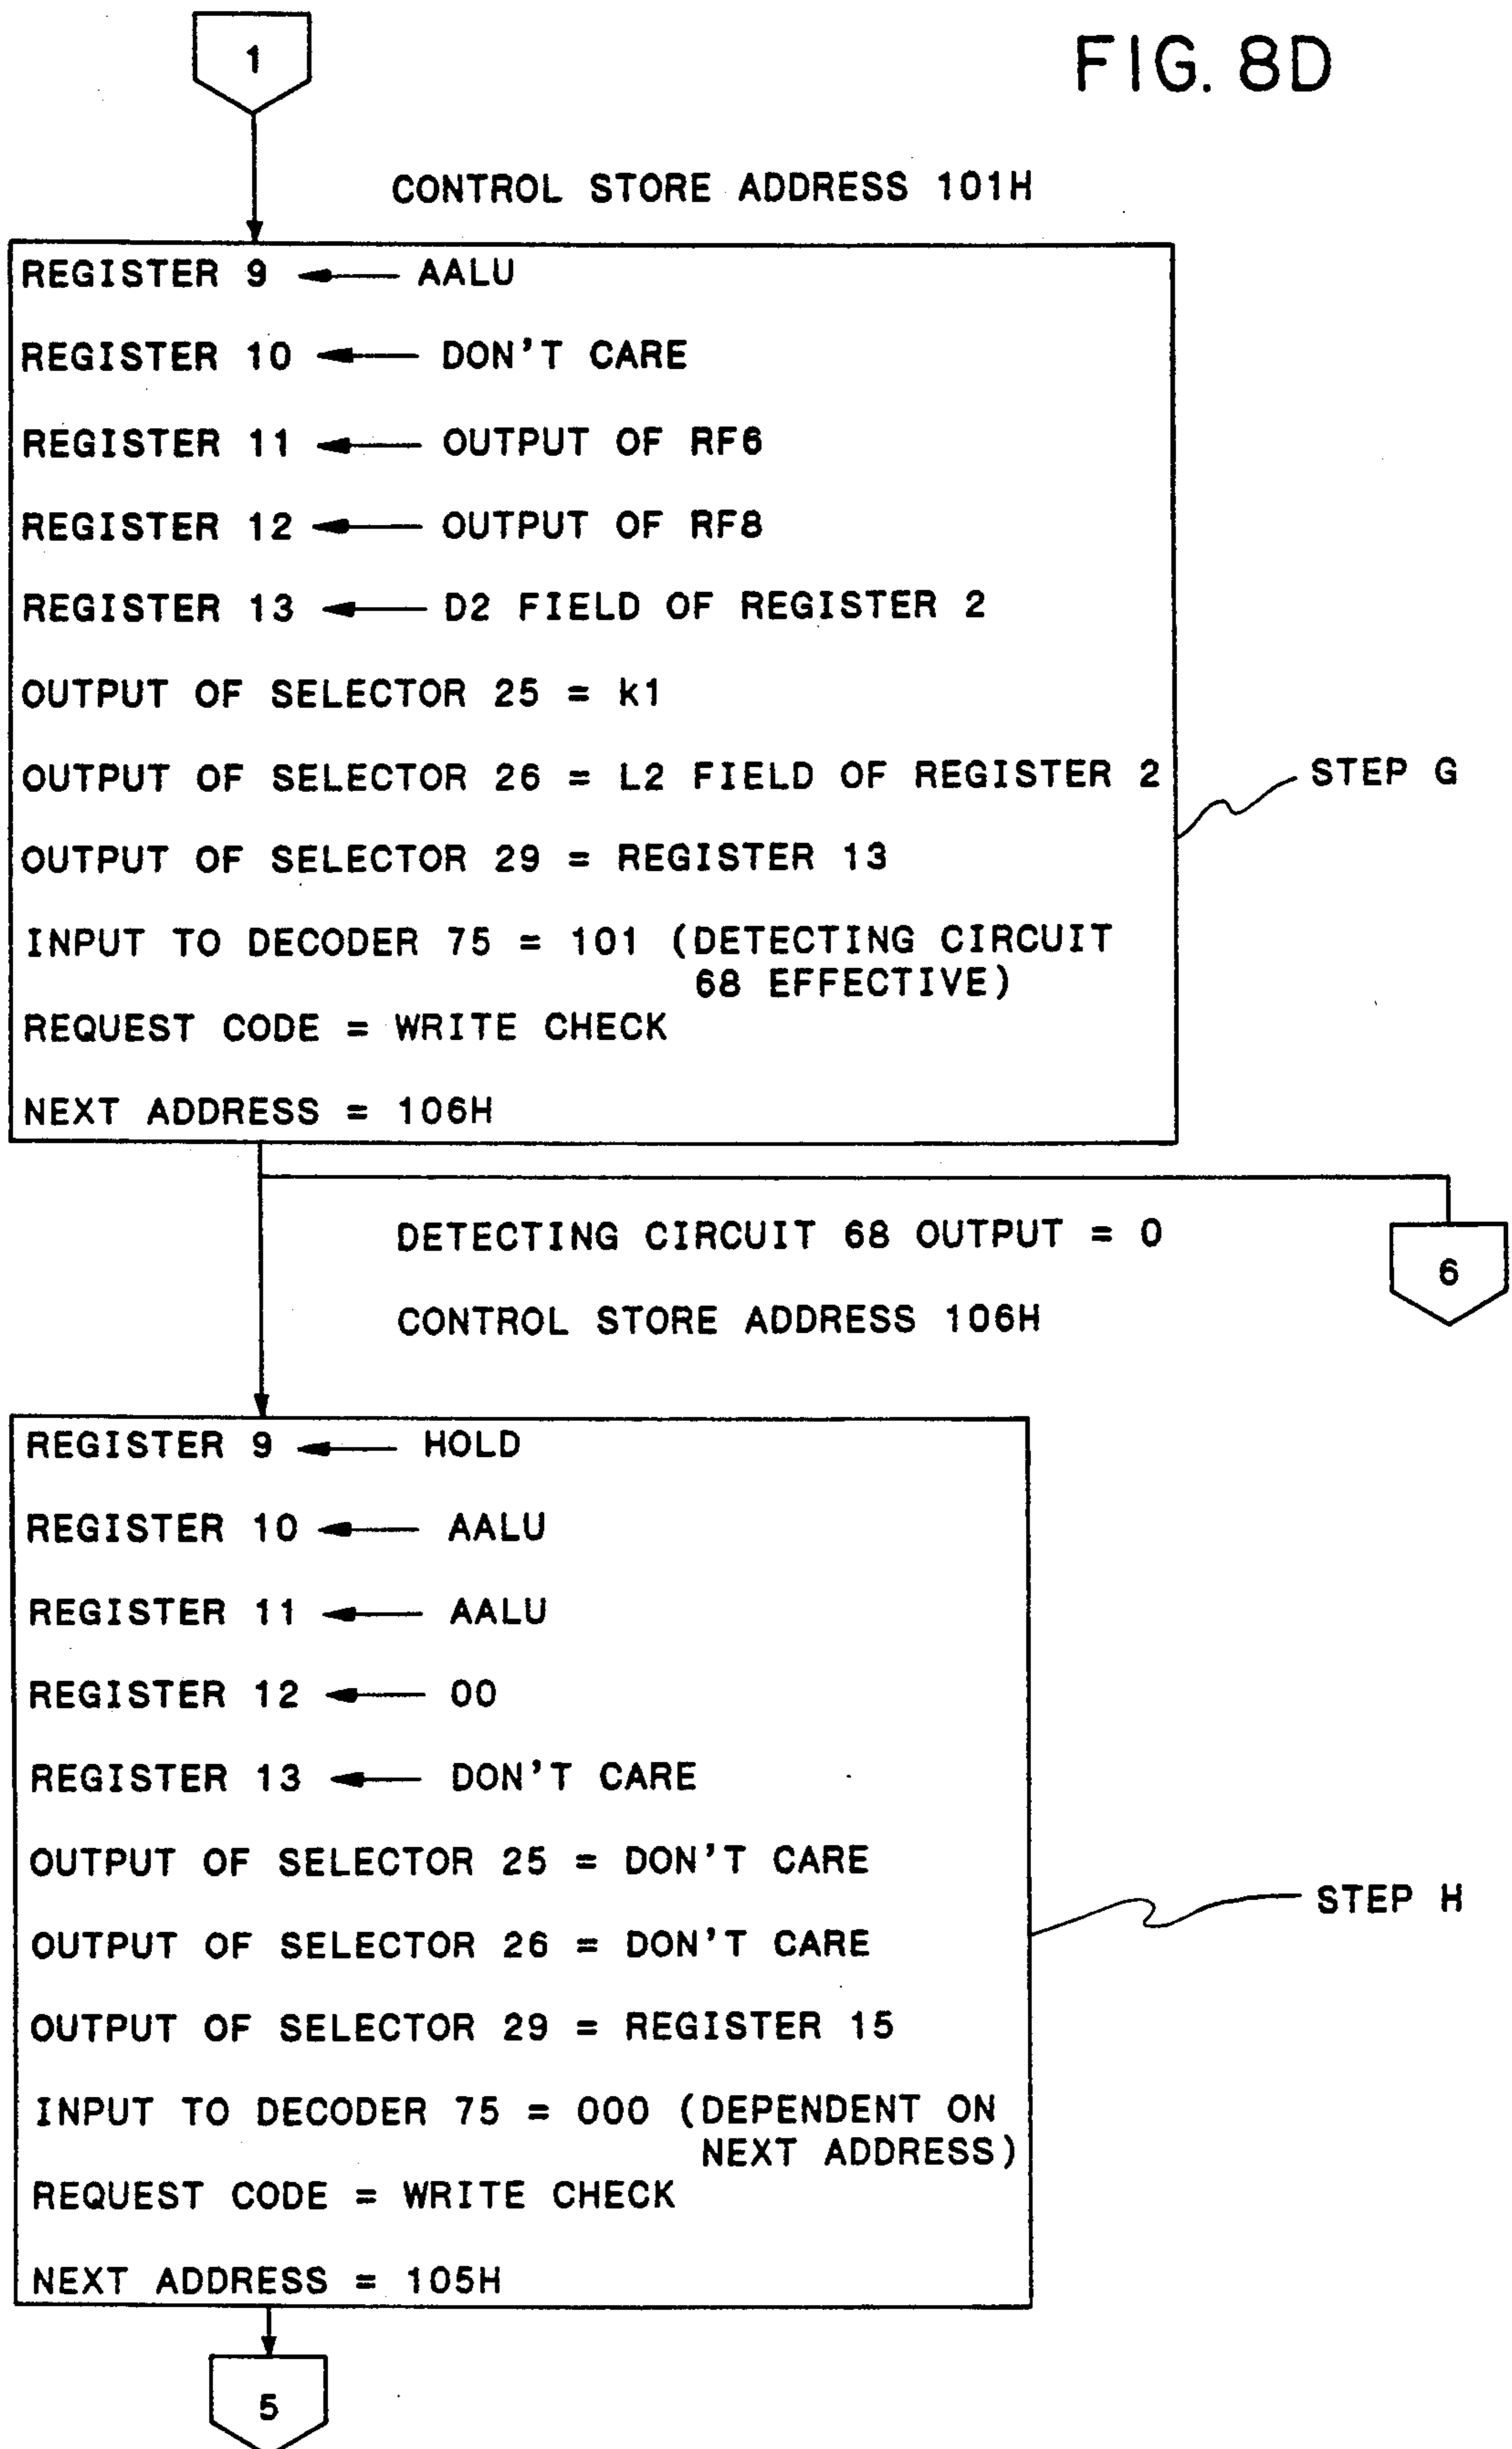 1
FIG. 8D
CONTROL STORE ADDRESS 101H
REGISTER 9 ← AALU
REGISTER 10 ← DON'T CARE
REGISTER 11 ← OUTPUT OF RF6
REGISTER 12 ← OUTPUT OF RF8
REGISTER 13 ← D2 FIELD OF REGISTER 2
OUTPUT OF SELECTOR 25 = k1
OUTPUT OF SELECTOR 26 = L2 FIELD OF REGISTER 2
STEP G
OUTPUT OF SELECTOR 29 = REGISTER 13
INPUT TO DECODER 75 = 101 (DETECTING CIRCUIT
68 EFFECTIVE)
REQUEST CODE = WRITE CHECK
NEXT ADDRESS = 106H
DETECTING CIRCUIT 68 OUTPUT = 0
6
CONTROL STORE ADDRESS 106H
REGISTER 9 ← HOLD
REGISTER 10 ← AALU
REGISTER 11 ← AALU
REGISTER 12 ← 00
REGISTER 13 ← DON'T CARE
OUTPUT OF SELECTOR 25 = DON'T CARE
STEP H
OUTPUT OF SELECTOR 26 = DON'T CARE
OUTPUT OF SELECTOR 29 = REGISTER 15
INPUT TO DECODER 75 = 000 (DEPENDENT ON
NEXT ADDRESS)
REQUEST CODE = WRITE CHECK
NEXT ADDRESS = 105H
5